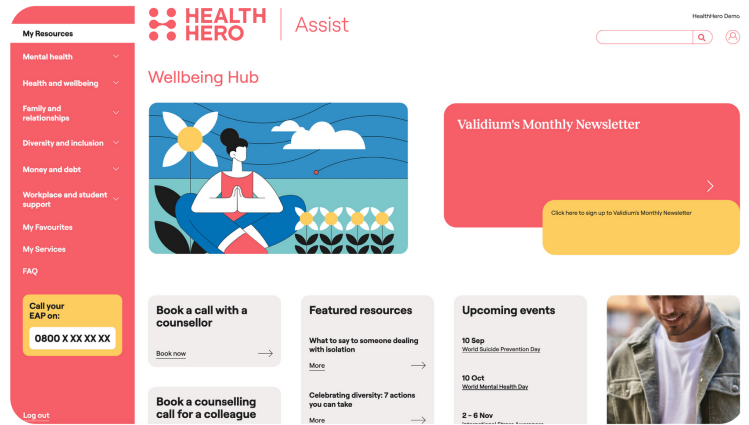 My Resources
Mental health
Health and wellbeing
Family and
relationships
Diversity and inclusion
Money and debt
Workplace and student
support
My Favourites
My Services
FAQ
Call your
EAP on:
0800 X XX XX XX
Log out
HEALTH
HERO
Assist
HealthHero Demo
Wellbeing Hub
Validium's Monthly Newsletter
Click here to sign up to Validium's Monthly Newsletter
Book a call with a
counsellor
Book now
Book a counselling
call for a colleague
Featured resources
What to say to someone dealing
with isolation
More
Celebrating diversity: 7 actions
you can take
More
Upcoming events
10 Sep
World Suicide Prevention Day
10 Oct
World Mental Health Day
2 - 6 Nov
International Stress Awareness